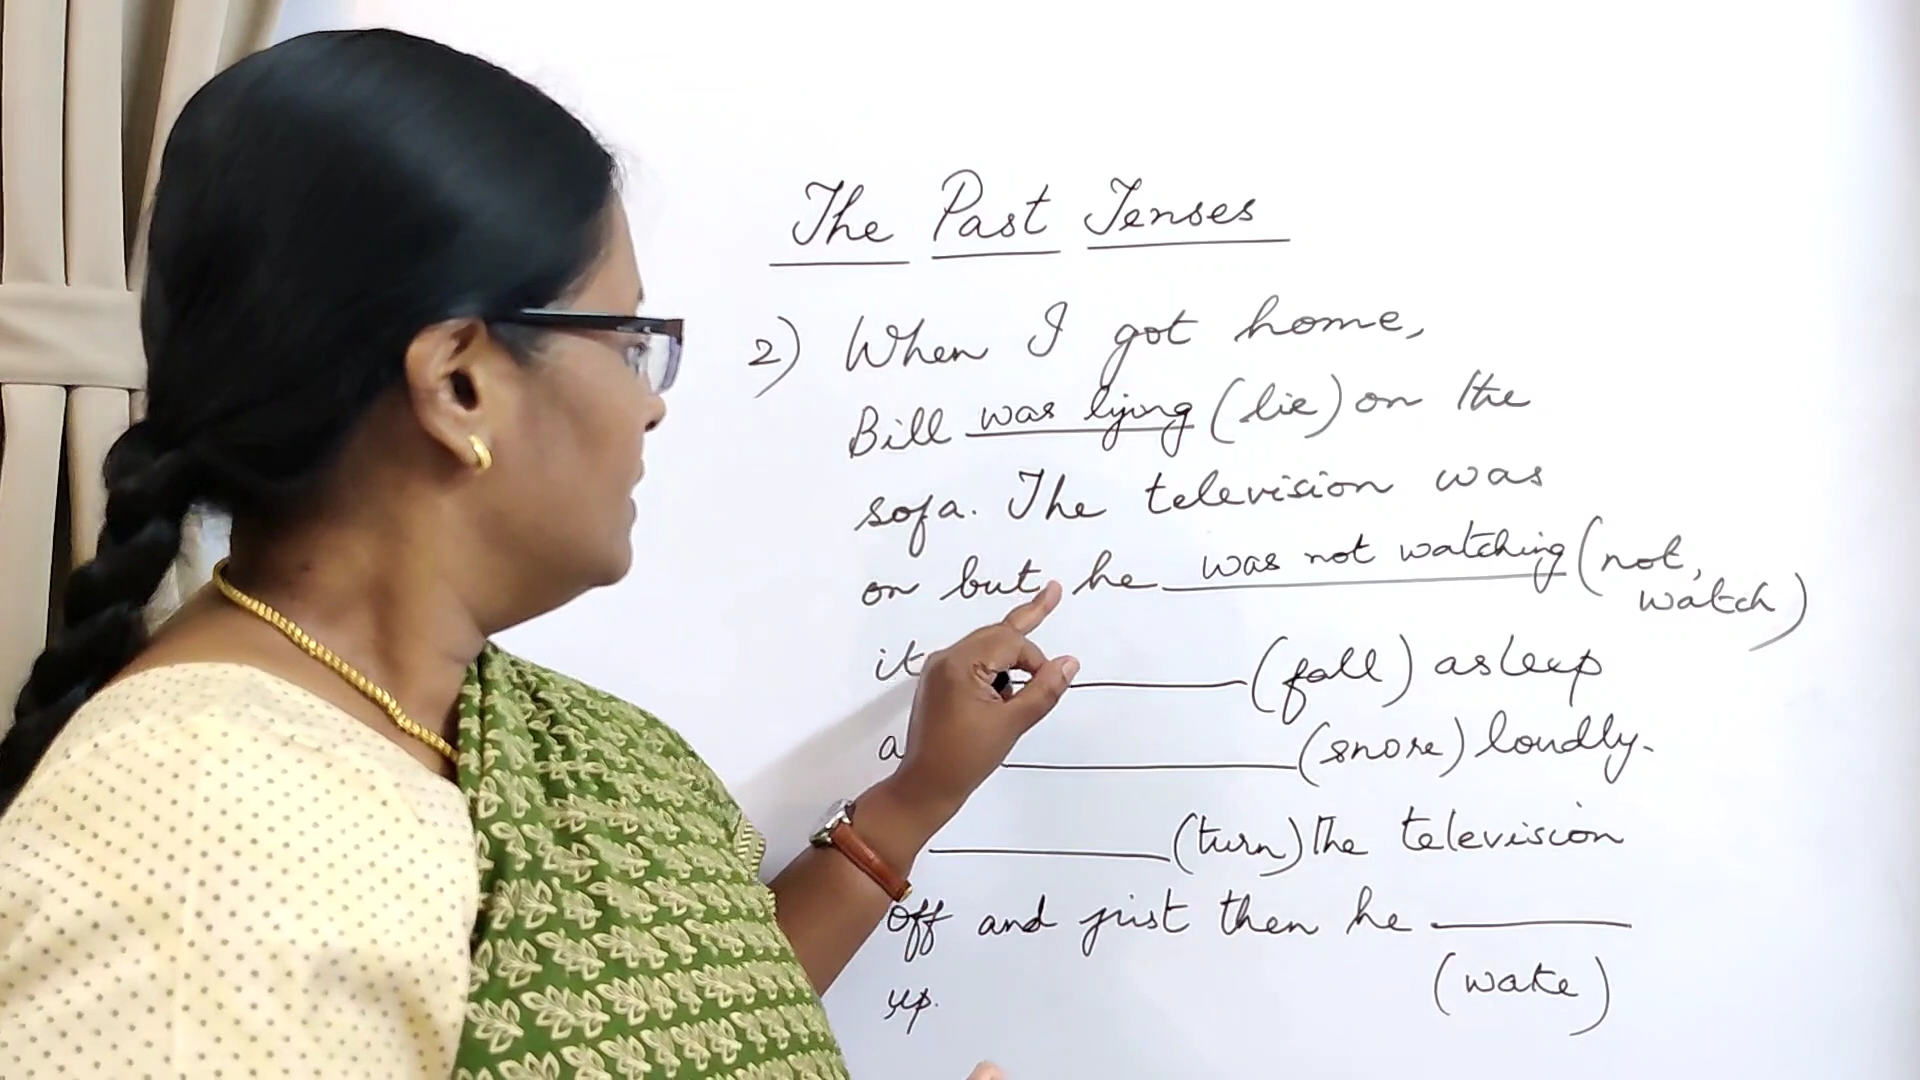 The Past Tenses
2) When I got home,
Bill was lying (lie) on the
sofa. The television was
on but he was not watching (not,
watch)
it (fall) asleep
(snore) loudly.
(turn) the television
off and just then he
(wake)
up.